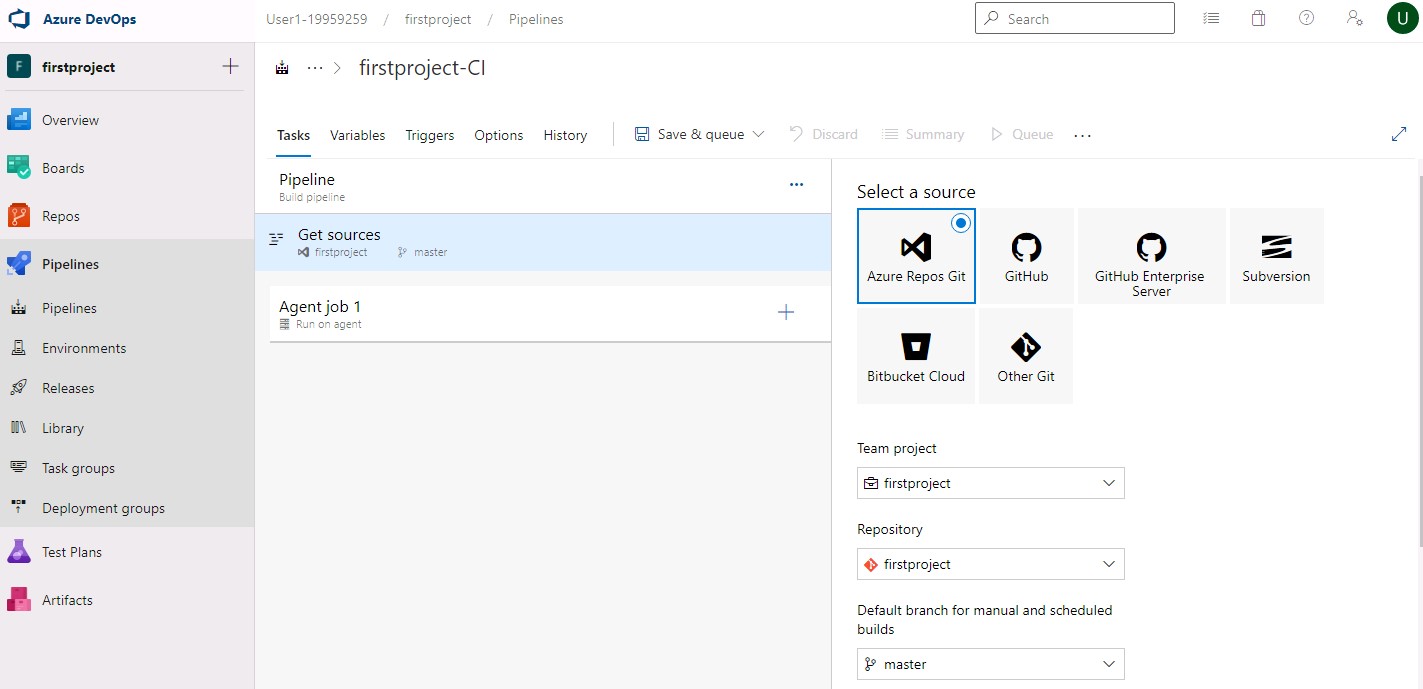 Azure DevOps
User1-19959259 / firstproject / Pipelines
Search
U
F firstproject
Overview
Boards
Repos
Pipelines
Pipelines
Environments
Releases
Library
Task groups
Deployment groups
Test Plans
Artifacts
··· > firstproject-CI
Tasks Variables Triggers Options History Save & queue Discard Summary Queue ···
Pipeline
Build pipeline
Get sources
firstproject master
Agent job 1
Run on agent
Select a source
Azure Repos Git
GitHub
GitHub Enterprise
Server
Subversion
Bitbucket Cloud
Other Git
Team project
firstproject
Repository
firstproject
Default branch for manual and scheduled
builds
master